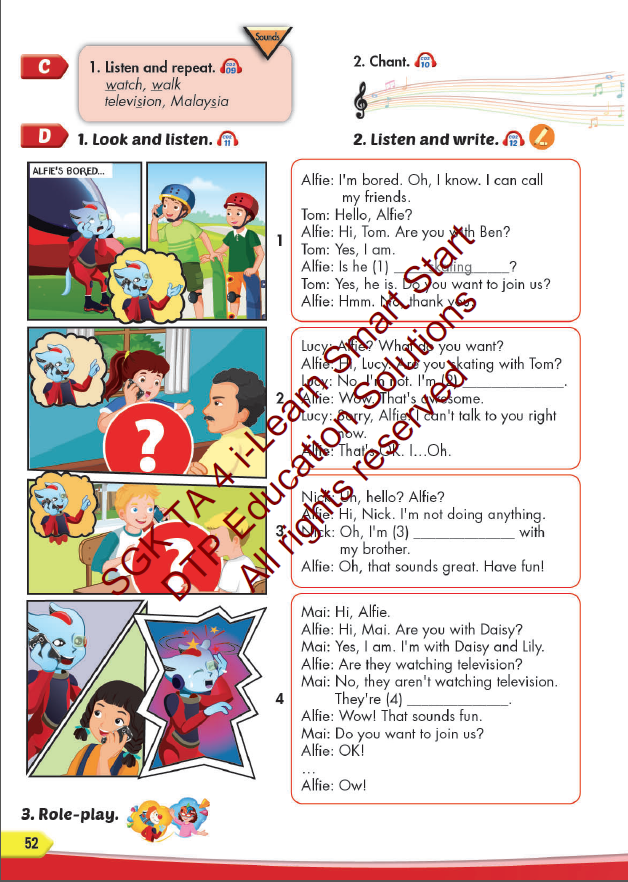 Sounds
C
1. Listen and repeat. CD2 09
watch, walk
television, Malaysia
2. Chant. CD2 10
D
1. Look and listen. CD2 11
2. Listen and write. CD2 12
ALFIE'S BORED...
1
Alfie: I'm bored. Oh, I know. I can call
my friends.
Tom: Hello, Alfie?
Alfie: Hi, Tom. Are you with Ben?
Tom: Yes, I am.
Alfie: Is he (1) ____skating____?
Tom: Yes, he is. Do you want to join us?
Alfie: Hmm. No, thank you.
2
Lucy: Alfie? What do you want?
Alfie: Hi, Lucy. Are you skating with Tom?
Lucy: No, I'm not. I'm (2) ______________.
Alfie: Wow. That's awesome.
Lucy: Sorry, Alfie. I can't talk to you right
now.
Alfie: That's OK. I...Oh.
?
3
Nick: Uh, hello? Alfie?
Alfie: Hi, Nick. I'm not doing anything.
Nick: Oh, I'm (3) ______________ with
my brother.
Alfie: Oh, that sounds great. Have fun!
?
4
Mai: Hi, Alfie.
Alfie: Hi, Mai. Are you with Daisy?
Mai: Yes, I am. I'm with Daisy and Lily.
Alfie: Are they watching television?
Mai: No, they aren't watching television.
They're (4) ______________.
Alfie: Wow! That sounds fun.
Mai: Do you want to join us?
Alfie: OK!
...
Alfie: Ow!
3. Role-play.
52
SGK TA 4 i-Learn Smart Start
DTP Education Solutions
All rights reserved